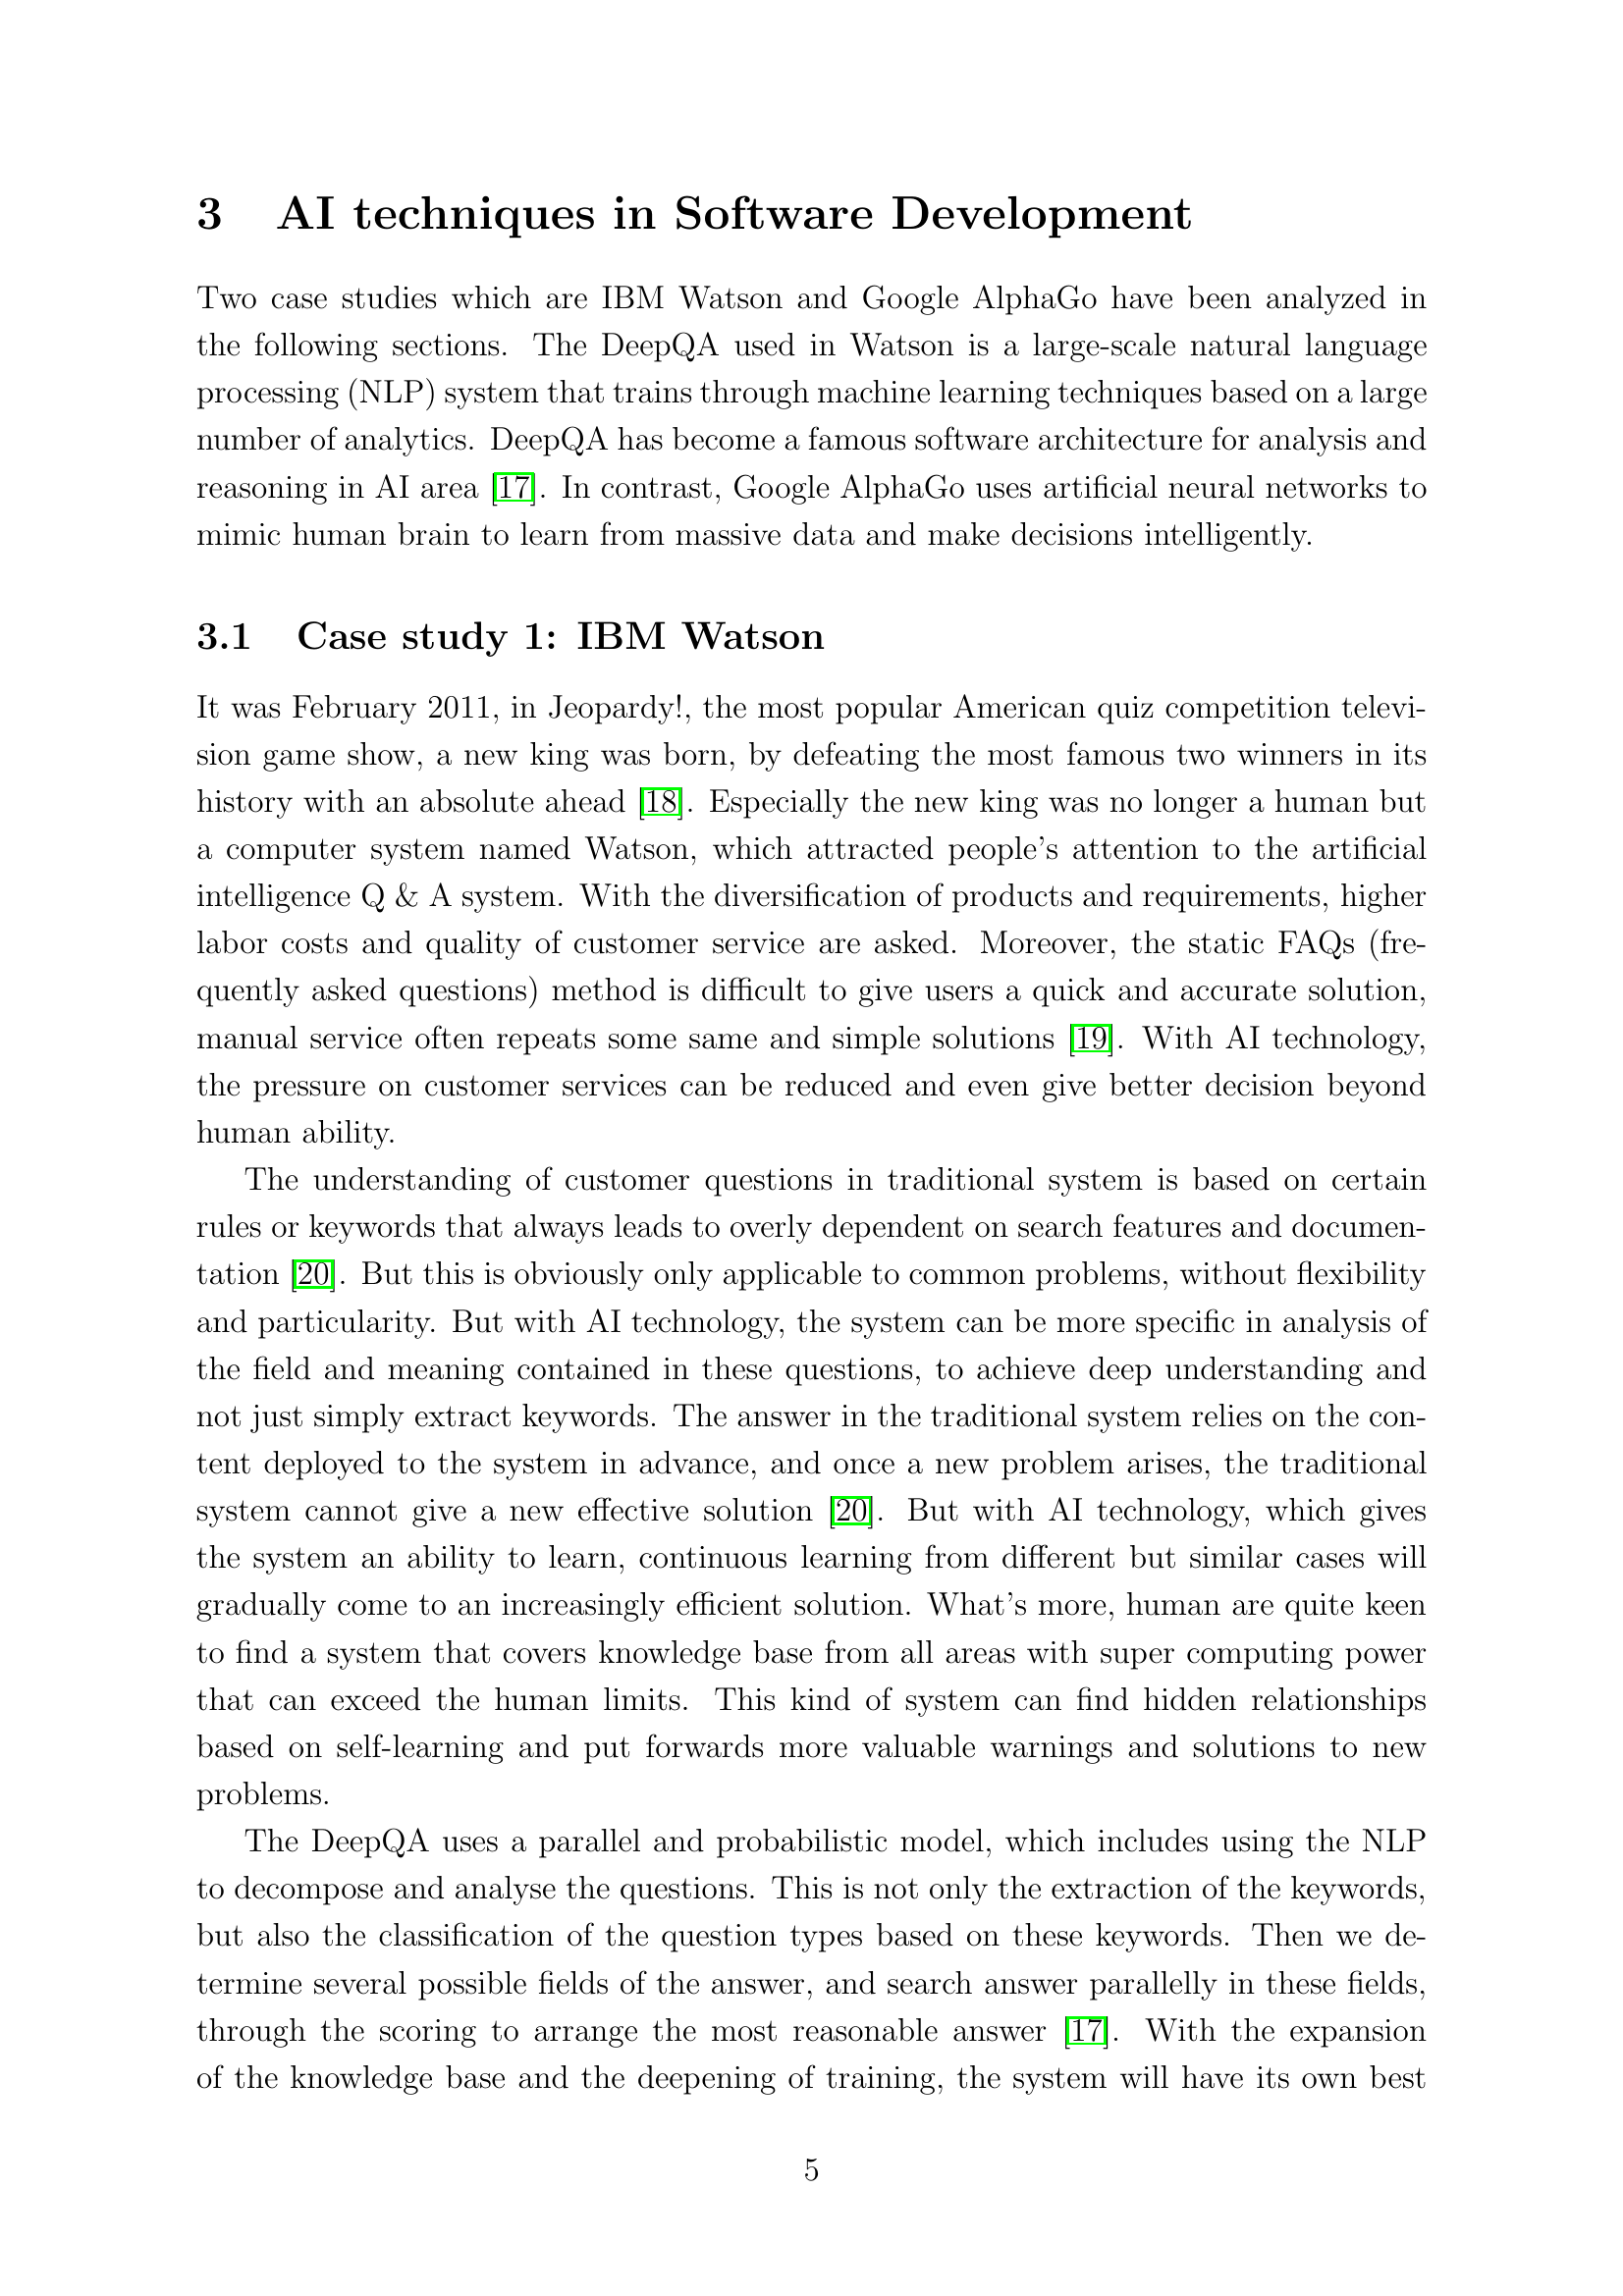 3 AI techniques in Software Development
Two case studies which are IBM Watson and Google AlphaGo have been analyzed in
the following sections. The DeepQA used in Watson is a large-scale natural language
processing (NLP) system that trains through machine learning techniques based on a large
number of analytics. DeepQA has become a famous software architecture for analysis and
reasoning in AI area [17]. In contrast, Google AlphaGo uses artificial neural networks to
mimic human brain to learn from massive data and make decisions intelligently.
3.1 Case study 1: IBM Watson
It was February 2011, in Jeopardy!, the most popular American quiz competition televi-
sion game show, a new king was born, by defeating the most famous two winners in its
history with an absolute ahead [18]. Especially the new king was no longer a human but
a computer system named Watson, which attracted people's attention to the artificial
intelligence Q & A system. With the diversification of products and requirements, higher
labor costs and quality of customer service are asked. Moreover, the static FAQs (fre-
quently asked questions) method is difficult to give users a quick and accurate solution,
manual service often repeats some same and simple solutions [19]. With AI technology,
the pressure on customer services can be reduced and even give better decision beyond
human ability.
The understanding of customer questions in traditional system is based on certain
rules or keywords that always leads to overly dependent on search features and documen-
tation [20]. But this is obviously only applicable to common problems, without flexibility
and particularity. But with AI technology, the system can be more specific in analysis of
the field and meaning contained in these questions, to achieve deep understanding and
not just simply extract keywords. The answer in the traditional system relies on the con-
tent deployed to the system in advance, and once a new problem arises, the traditional
system cannot give a new effective solution [20]. But with AI technology, which gives
the system an ability to learn, continuous learning from different but similar cases will
gradually come to an increasingly efficient solution. What's more, human are quite keen
to find a system that covers knowledge base from all areas with super computing power
that can exceed the human limits. This kind of system can find hidden relationships
based on self-learning and put forwards more valuable warnings and solutions to new
problems.
The DeepQA uses a parallel and probabilistic model, which includes using the NLP
to decompose and analyse the questions. This is not only the extraction of the keywords,
but also the classification of the question types based on these keywords. Then we de-
termine several possible fields of the answer, and search answer parallelly in these fields,
through the scoring to arrange the most reasonable answer [17]. With the expansion
of the knowledge base and the deepening of training, the system will have its own best
5